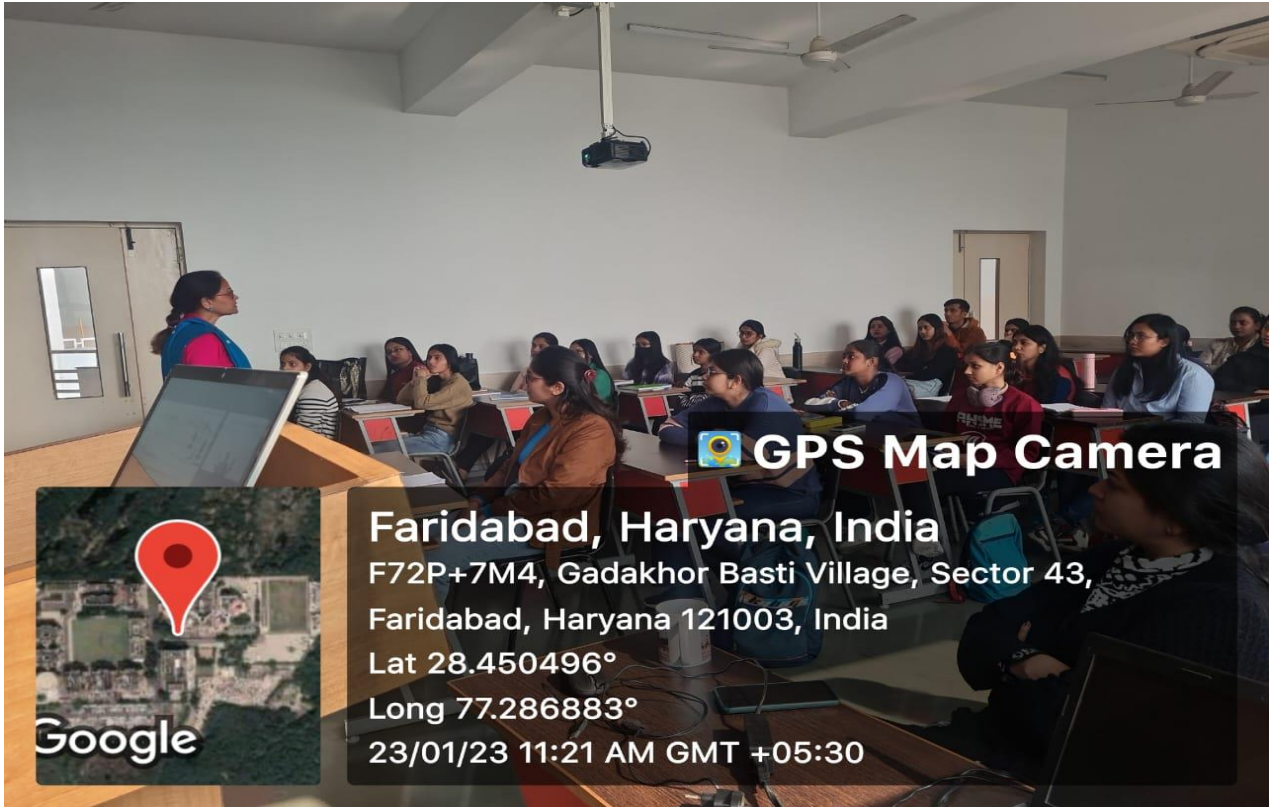 GPS Map Camera
Faridabad, Haryana, India
F72P+7M4, Gadakhor Basti Village, Sector 43,
Faridabad, Haryana 121003, India
Lat 28.450496°
Long 77.286883°
23/01/23 11:21 AM GMT +05:30
Google